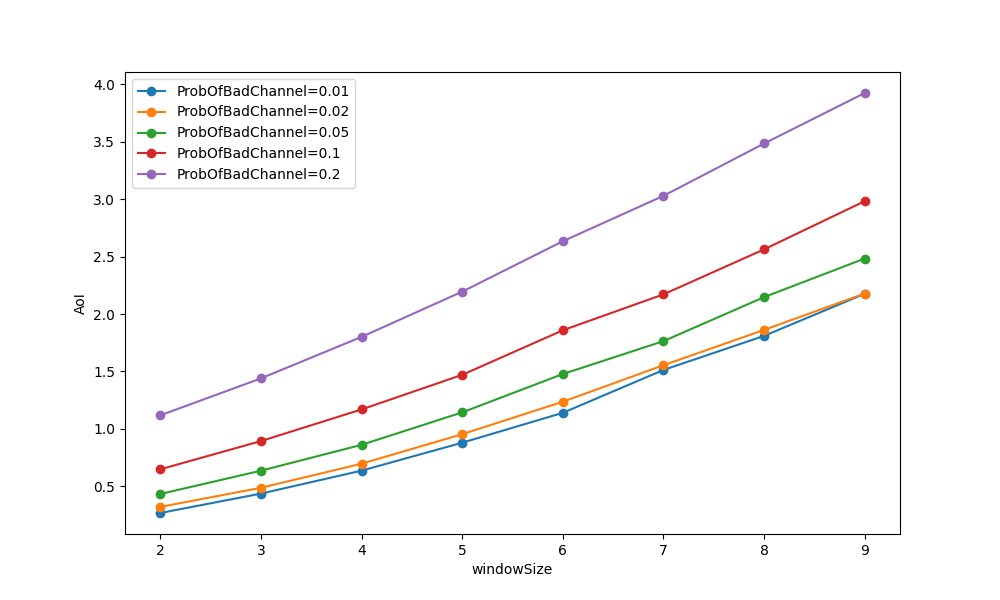 ProbOfBadChannel=0.01
ProbOfBadChannel=0.02
ProbOfBadChannel=0.05
ProbOfBadChannel=0.1
ProbOfBadChannel=0.2
4.0
3.5
3.0
2.5
2.0
1.5
1.0
0.5
AoI
2 3 4 5 6 7 8 9
windowSize